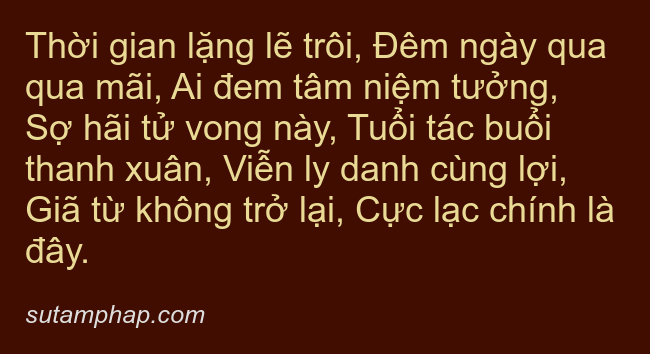 Thời gian lặng lẽ trôi, Đêm ngày qua
qua mãi, Ai đem tâm niệm tưởng,
Sợ hãi tử vong này, Tuổi tác buổi
thanh xuân, Viễn ly danh cùng lợi,
Giã từ không trở lại, Cực lạc chính là
đây.
sutamphap.com